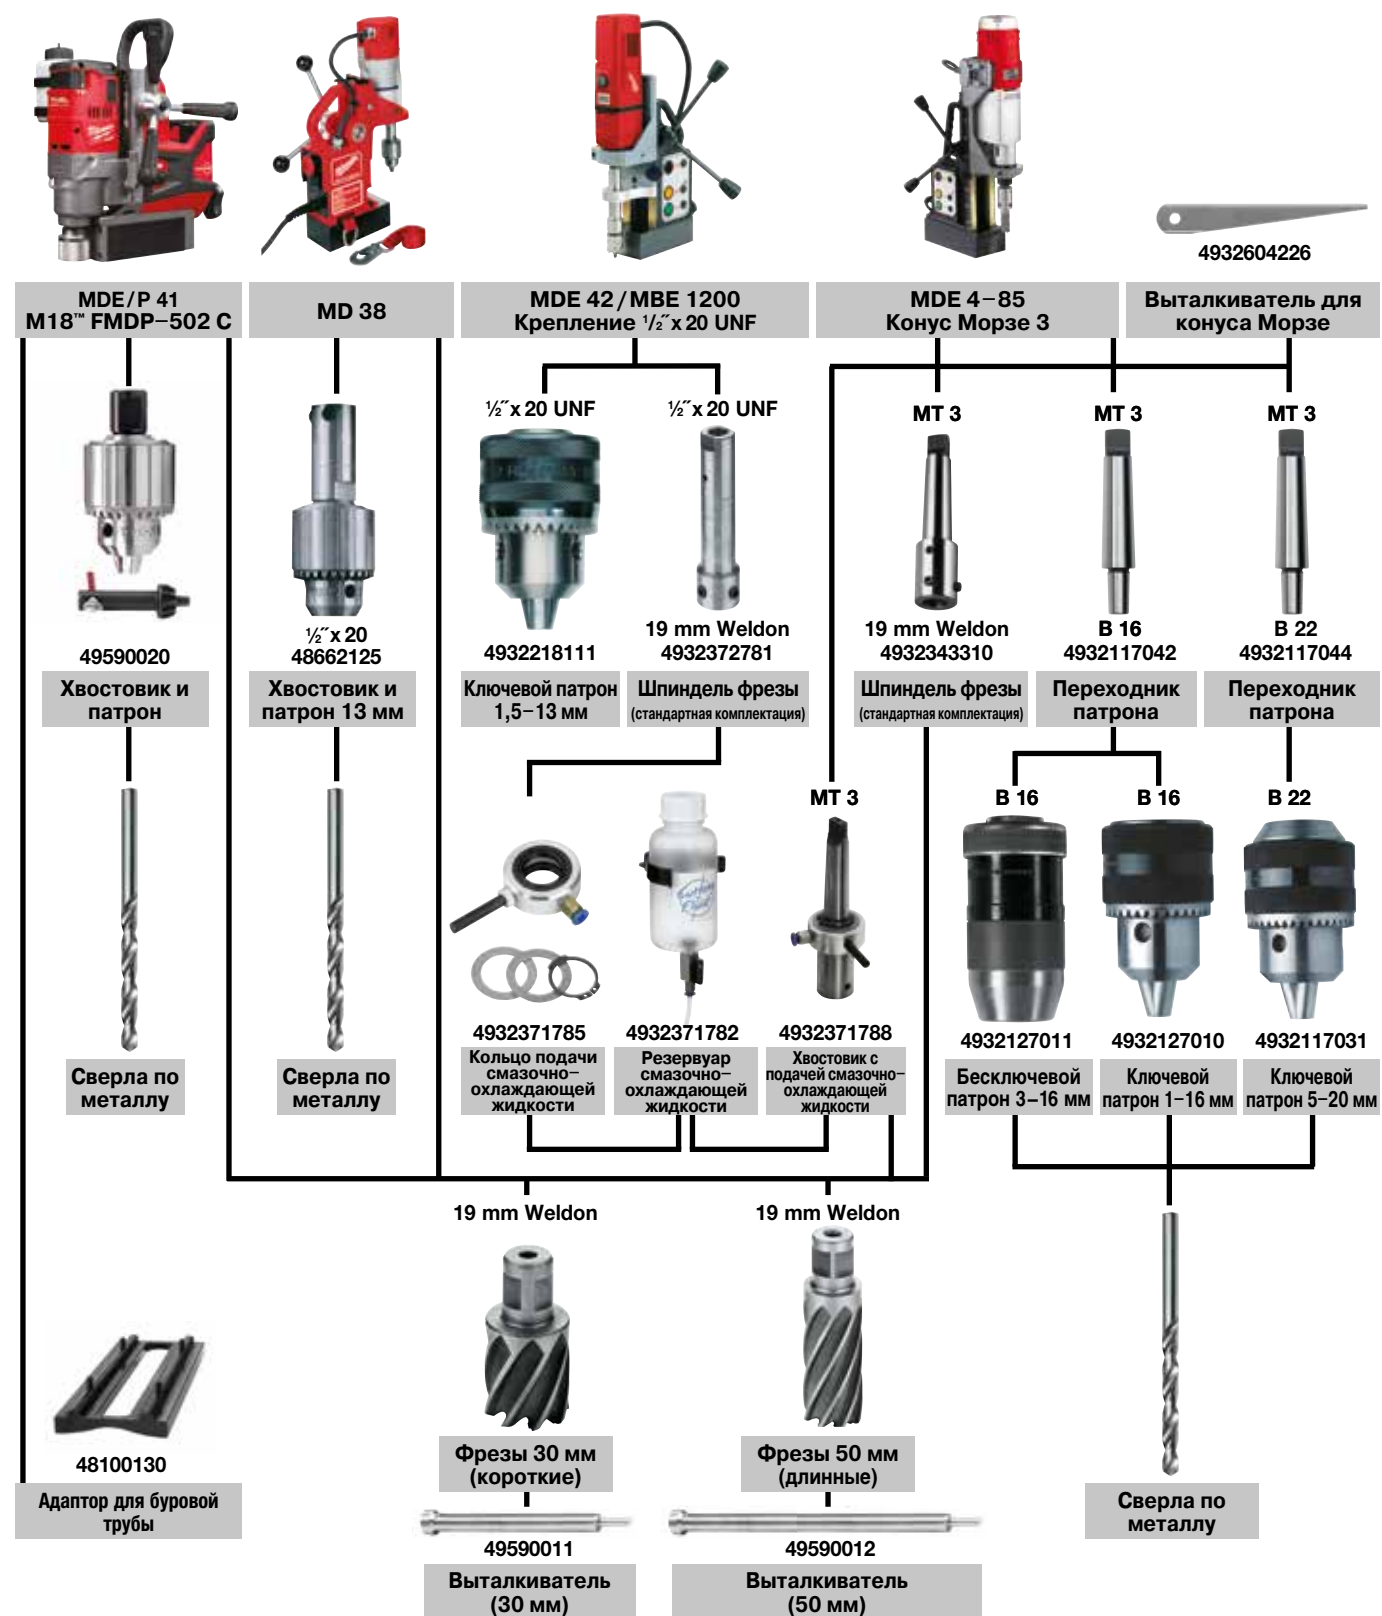 4932604226
MDE/P 41
M18™ FMDP–502 C
MD 38
MDE 42/MBE 1200
Крепление ½˝x 20 UNF
MDE 4–85
Конус Морзе 3
Выталкиватель для
конуса Морзе
½˝x 20 UNF
½˝x 20 UNF
MT 3
MT 3
MT 3
49590020
½˝x 20
48662125
4932218111
19 mm Weldon
4932372781
19 mm Weldon
4932343310
B 16
4932117042
B 22
4932117044
Хвостовик и
патрон
Хвостовик и
патрон 13 мм
Ключевой патрон
1,5–13 мм
Шпиндель фрезы
(стандартная комплектация)
Шпиндель фрезы
(стандартная комплектация)
Переходник
патрона
Переходник
патрона
MT 3
B 16
B 16
B 22
4932371785
4932371782
4932371788
4932127011
4932127010
4932117031
Сверла по
металлу
Сверла по
металлу
Кольцо подачи
смазочно–
охлаждающей
жидкости
Резервуар
смазочно–
охлаждающей
жидкости
Хвостовик с
подачей смазочно–
охлаждающей
жидкости
Бесключевой
патрон 3–16 мм
Ключевой
патрон 1–16 мм
Ключевой
патрон 5–20 мм
19 mm Weldon
19 mm Weldon
48100130
Адаптор для буровой
трубы
Фрезы 30 мм
(короткие)
Фрезы 50 мм
(длинные)
Сверла по
металлу
49590011
49590012
Выталкиватель
(30 мм)
Выталкиватель
(50 мм)